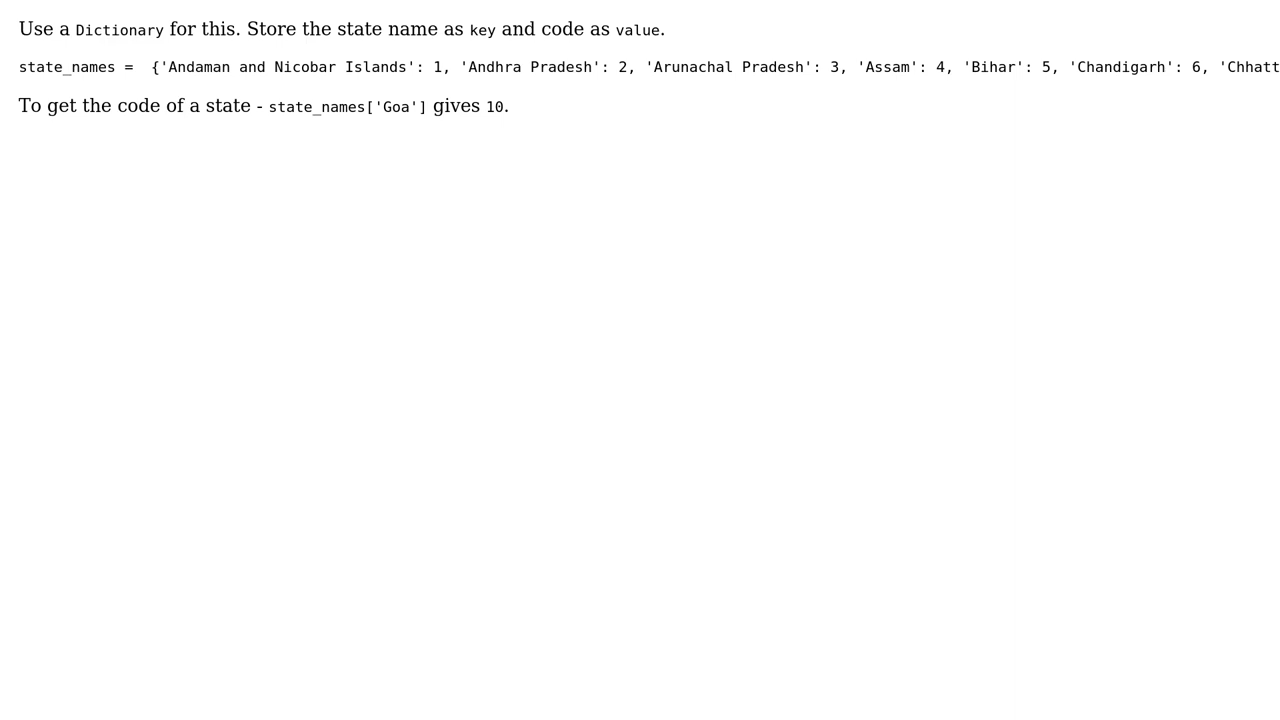 Use a Dictionary for this. Store the state name as key and code as value.
state_names =  {'Andaman and Nicobar Islands': 1, 'Andhra Pradesh': 2, 'Arunachal Pradesh': 3, 'Assam': 4, 'Bihar': 5, 'Chandigarh': 6, 'Chhatt
To get the code of a state - state_names['Goa'] gives 10.